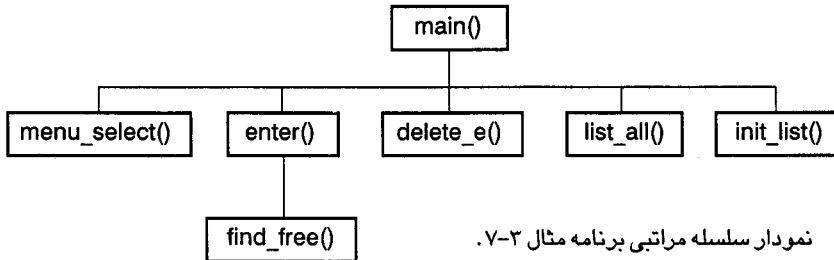 main()
menu_select() enter() delete_e() list_all() init_list()
find_free()
نمودار سلسله مراتبی برنامه مثال ۳-۷.